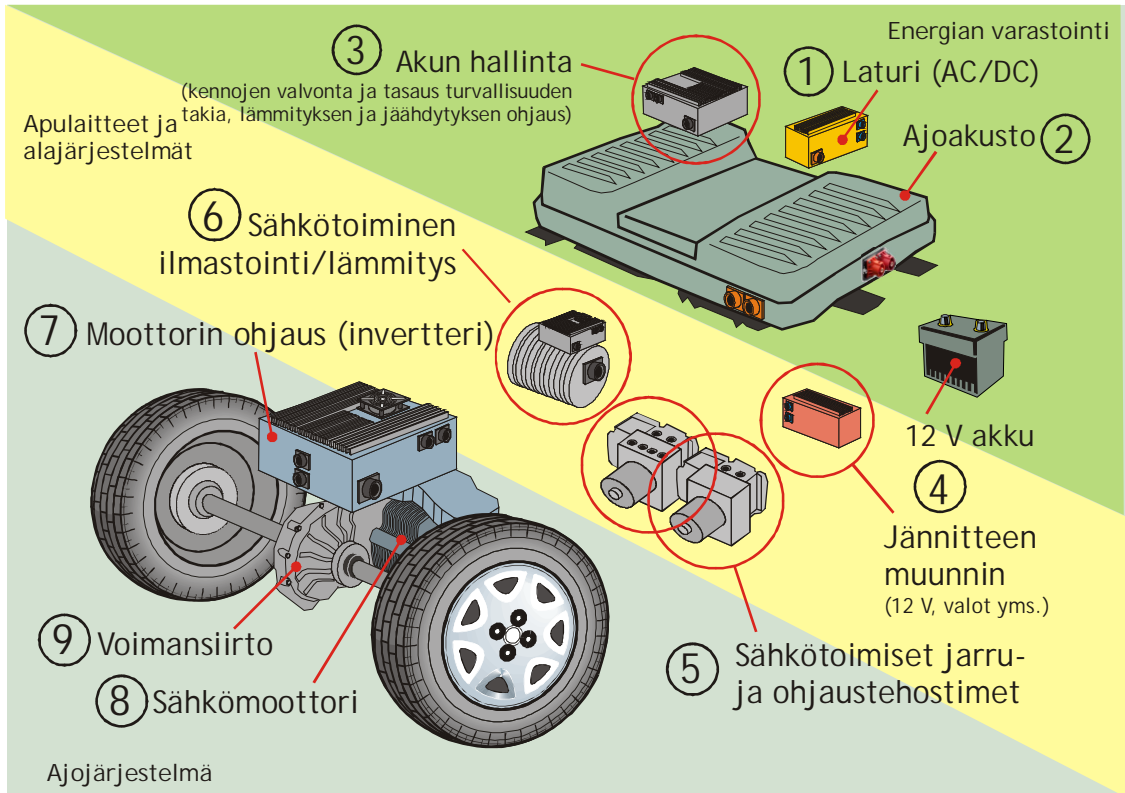 Energian varastointi
3 Akun hallinta
(kennojen valvonta ja tasaus turvallisuuden
takia, lämmityksen ja jäähdytyksen ohjaus)
1 Laturi (AC/DC)
Ajoakusto 2
Apulaitteet ja
alajärjestelmät
6 Sähkötoiminen
ilmastointi/lämmitys
7 Moottorin ohjaus (invertteri)
12 V akku
4
Jännitteen
muunnin
(12 V, valot yms.)
5 Sähkötoimiset jarru-
ja ohjaustehostimet
9 Voimansiirto
8 Sähkömoottori
Ajojärjestelmä